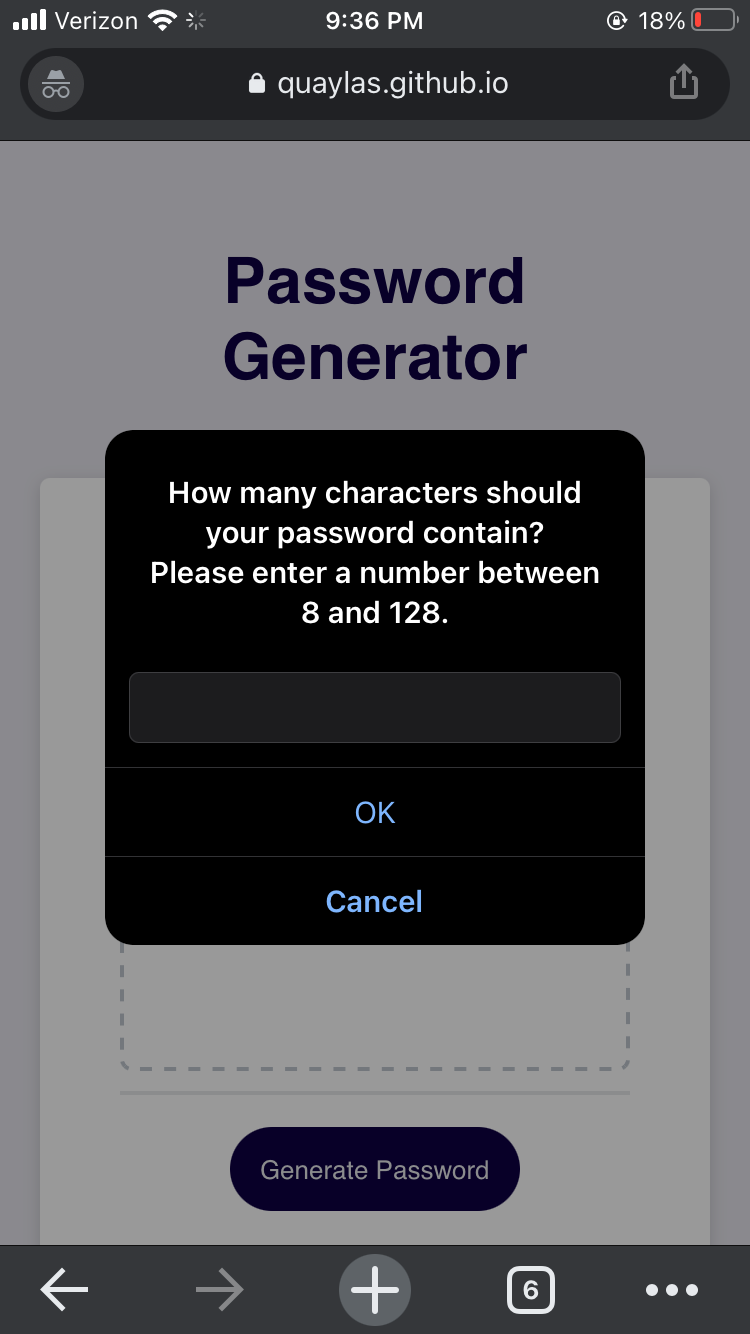 Verizon 9:36 PM 18%
quaylas.github.io
Password
Generator
How many characters should
your password contain?
Please enter a number between
8 and 128.
OK
Cancel
Generate Password
6